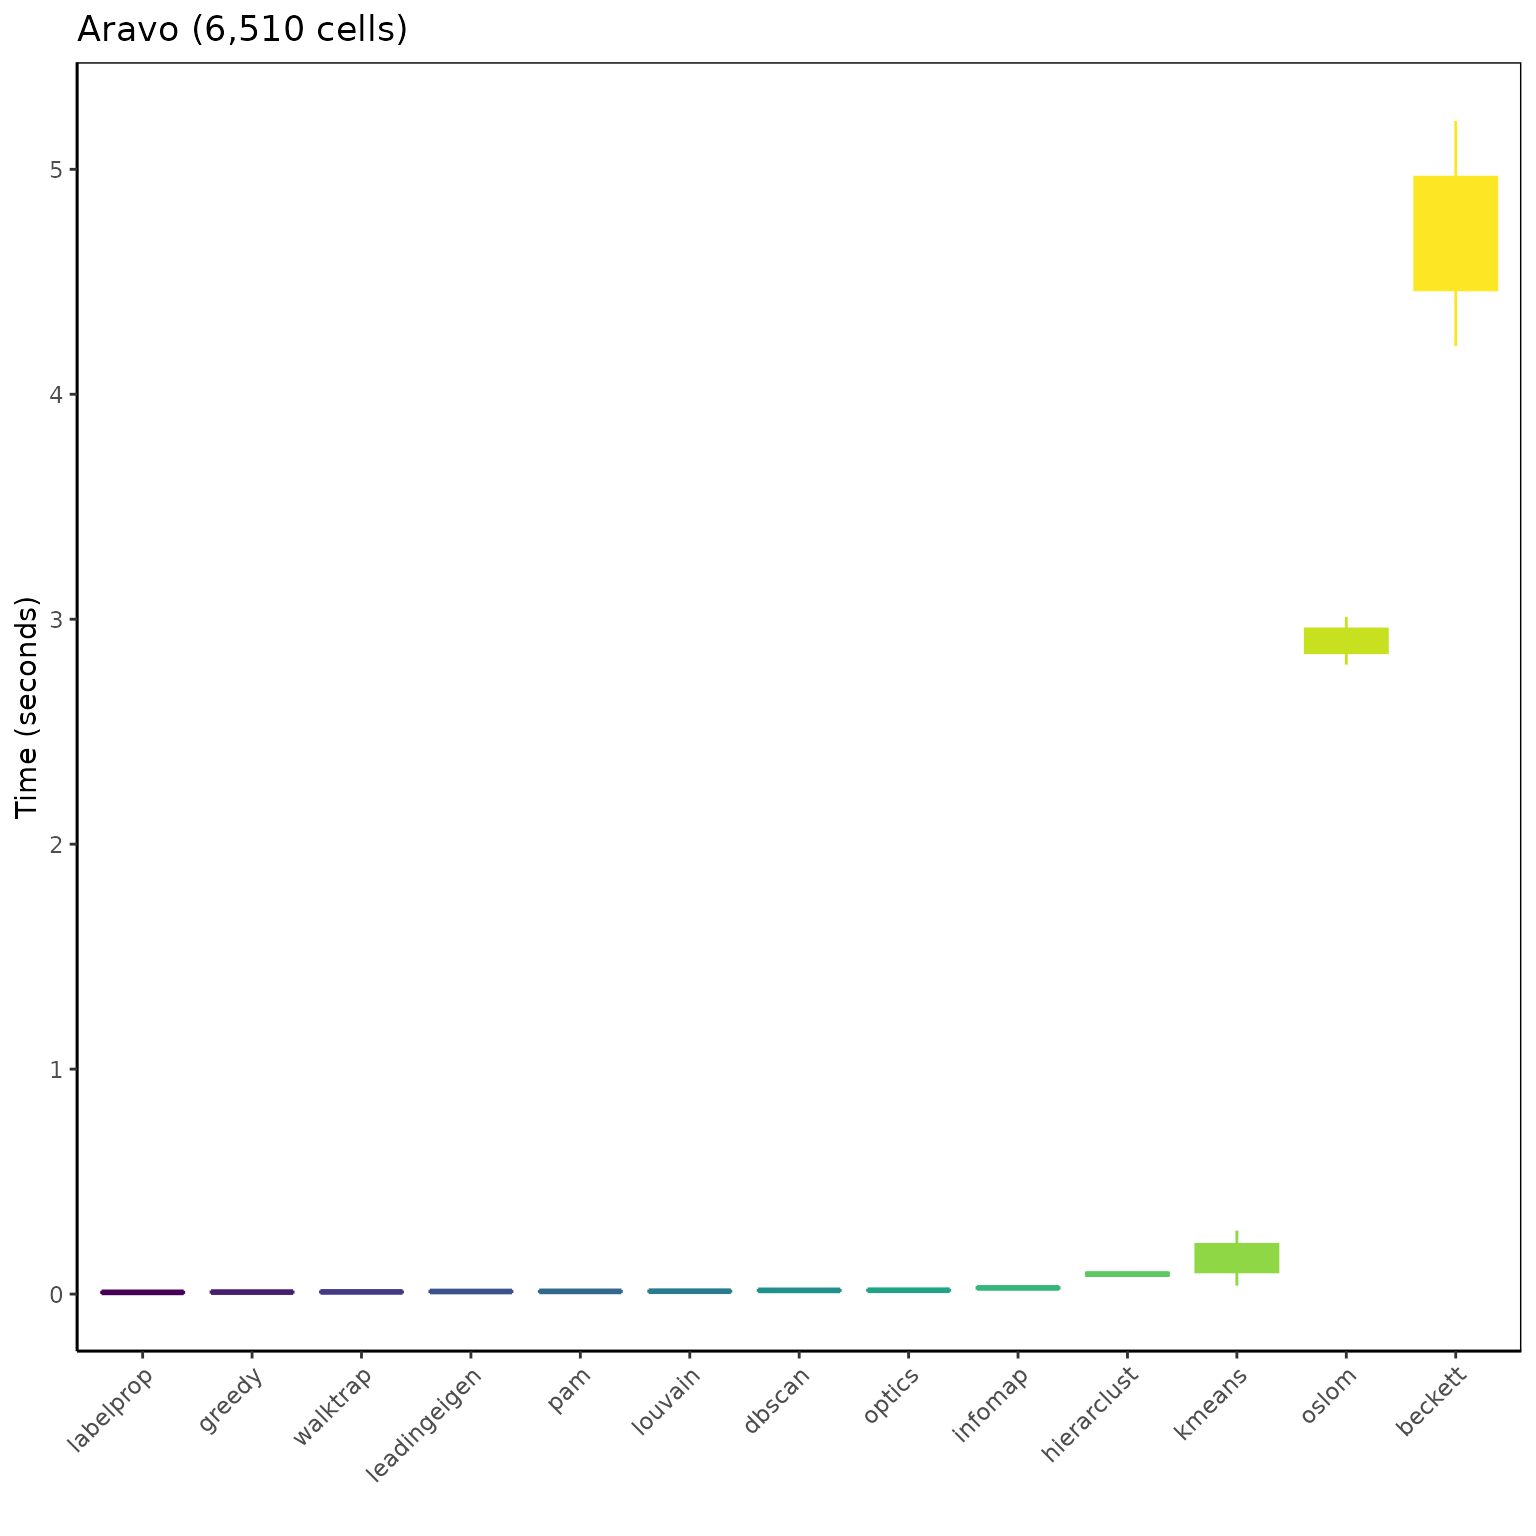 Aravo (6,510 cells)
Time (seconds)
5
4
3
2
1
0
labelprop
greedy
walktrap
leadingeigen
pam
louvain
dbscan
optics
infomap
hierarclust
kmeans
oslom
beckett